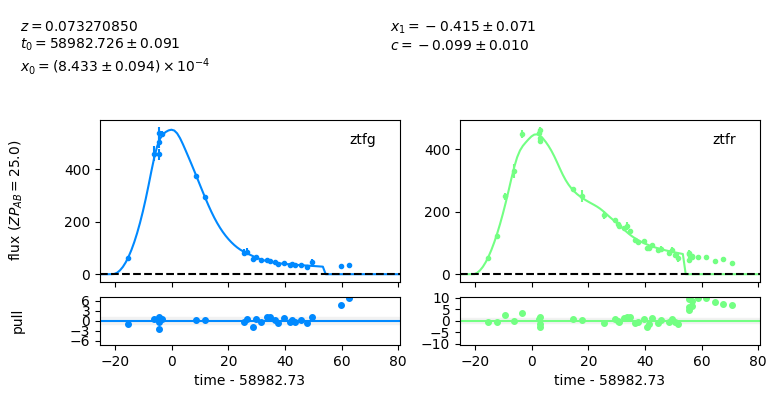 z = 0.073270850
t₀ = 58982.726 ± 0.091
x₀ = (8.433 ± 0.094) × 10⁻⁴
x₁ = −0.415 ± 0.071
c = −0.099 ± 0.010
flux (ZP_AB = 25.0)
400
200
0
ztfg
400
200
0
ztfr
pull
6
3
0
−3
−6
−20 0 20 40 60 80
time - 58982.73
10
5
0
−5
−10
−20 0 20 40 60 80
time - 58982.73